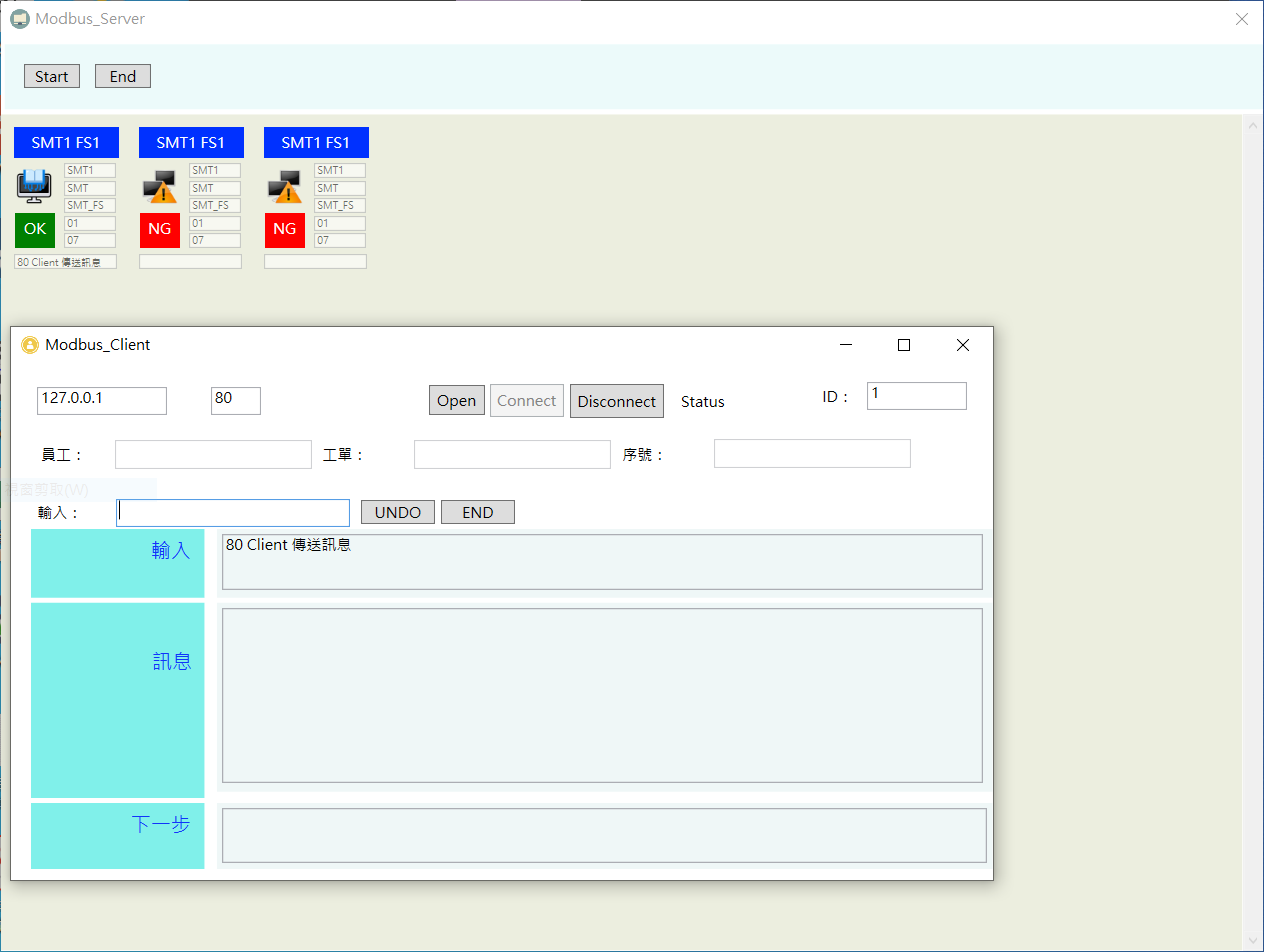 Modbus_Server
Start End
SMT1 FS1 SMT1 FS1 SMT1 FS1
SMT1 SMT1 SMT1
SMT SMT SMT
SMT_FS SMT_FS SMT_FS
OK 01 NG 01 NG 01
07 07 07
80 Client 傳送訊息
Modbus_Client
127.0.0.1 80 Open Connect Disconnect Status ID： 1
員工： 工單： 序號：
視窗剪取(W)
輸入： UNDO END
輸入 80 Client 傳送訊息
訊息
下一步